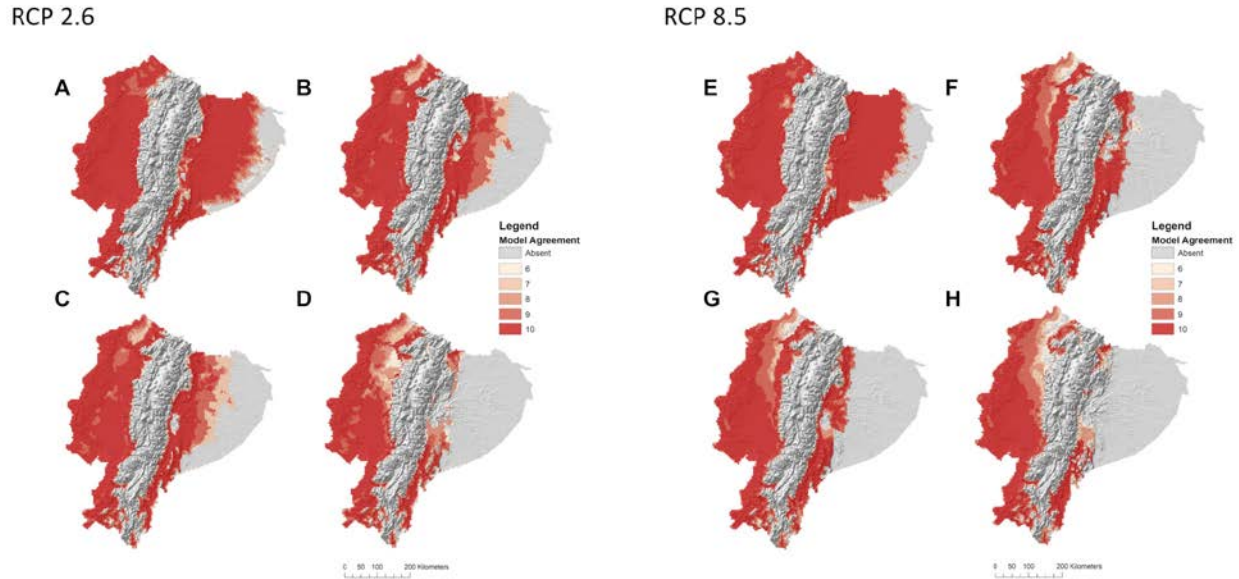 RCP 2.6
RCP 8.5
A
B
E
F
Legend
Model Agreement
Absent
6
7
8
9
10
Legend
Model Agreement
Absent
6
7
8
9
10
C
D
G
H
0 50 100 200 Kilometers
0 50 100 200 Kilometers